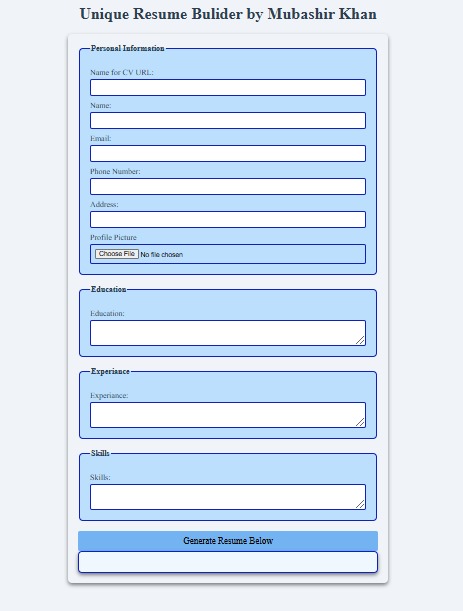 Unique Resume Bulider by Mubashir Khan
Personal Information
Name for CV URL:
Name:
Email:
Phone Number:
Address:
Profile Picture
Choose File No file chosen
Education
Education:
Experiance
Experiance:
Skills
Skills:
Generate Resume Below